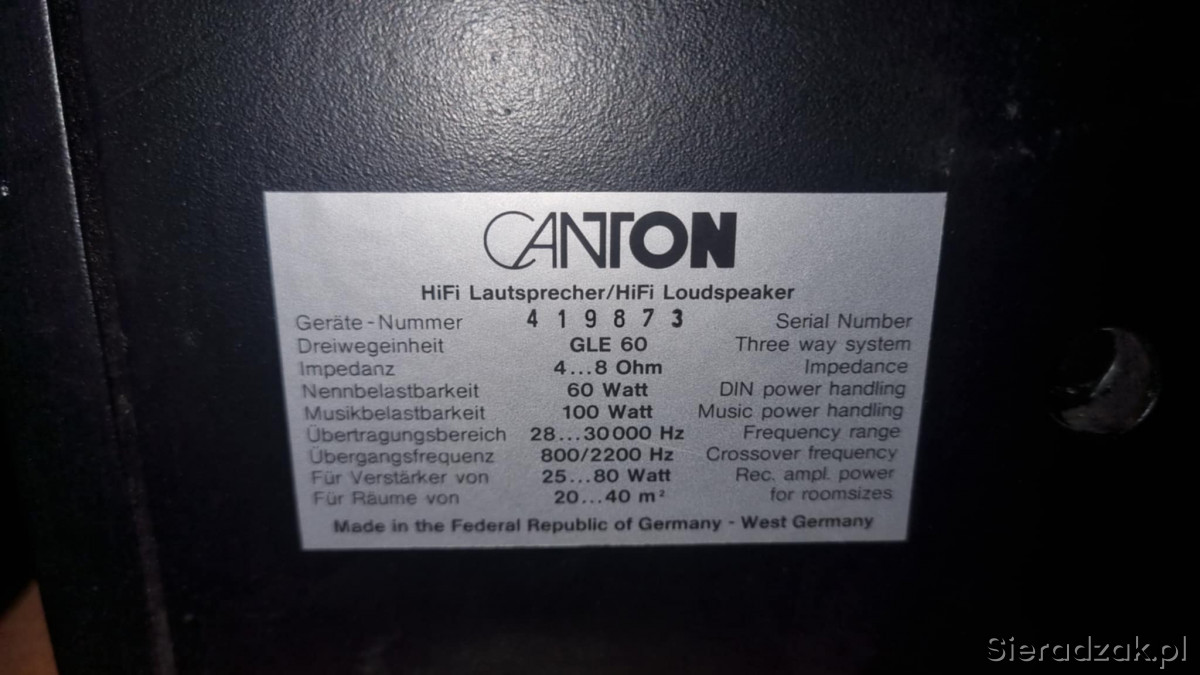 CANTON
HiFi Lautsprecher/HiFi Loudspeaker
Geräte-Nummer 419873 Serial Number
Dreiwegeinheit GLE 60 Three way system
Impedanz 4...8 Ohm Impedance
Nennbelastbarkeit 60 Watt DIN power handling
Musikbelastbarkeit 100 Watt Music power handling
Übertragungsbereich 28...30000 Hz Frequency range
Übergangsfrequenz 800/2200 Hz Crossover frequency
Für Verstärker von 25...80 Watt Rec. ampl. power
Für Räume von 20...40 m² for roomsizes
Made in the Federal Republic of Germany - West Germany
Sieradzak.pl